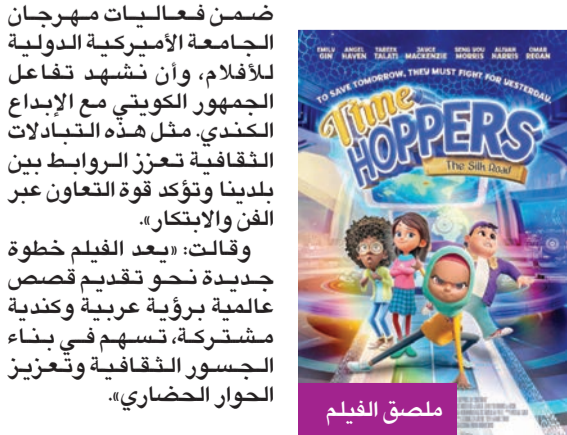 ضمن فعاليات مهرجان
الجامعة الأميركية الدولية
للأفلام، وأن نشهد تفاعل
الجمهور الكويتي مع الإبداع
الكندي. مثل هذه التبادلات
الثقافية تعزز الروابط بين
بلدينا وتؤكد قوة التعاون عبر
الفن والابتكار».
وقالت: «يعد الفيلم خطوة
جديدة نحو تقديم قصص
عالمية برؤية عربية وكندية
مشتركة، تسهم في بناء
الجسور الثقافية وتعزيز
الحوار الحضاري».
EMILY GIN ANGEL HAVEN TAREEK TALATI JAYCE MACKENZIE SENG BOU MORRIS ALIYAH HARRIS OMAR REGAN
TO SAVE TOMORROW, THEY MUST FIGHT FOR YESTERDAY.
Time
HOPPERS
The Silk Road
ملصق الفيلم